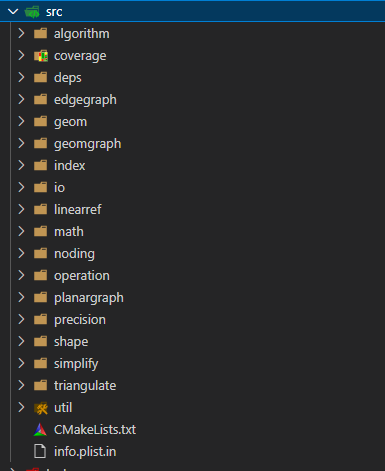 src
algorithm
coverage
deps
edgegraph
geom
geomgraph
index
io
linearref
math
noding
operation
planargraph
precision
shape
simplify
triangulate
util
CMakeLists.txt
info.plist.in